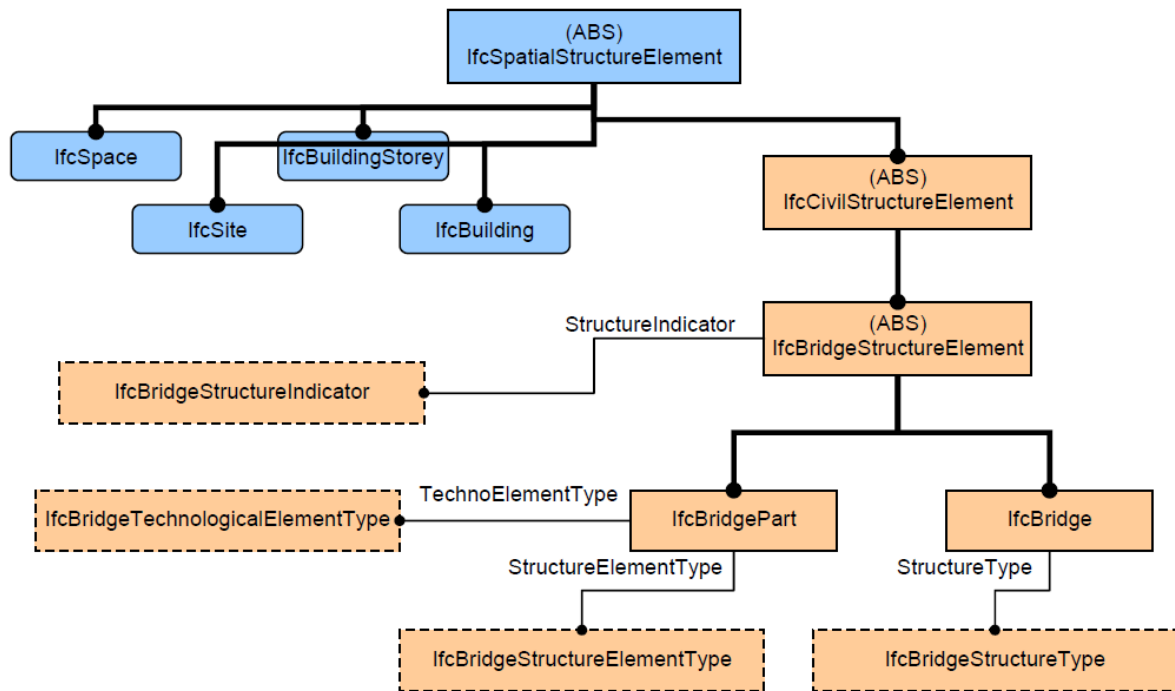 (ABS)
IfcSpatialStructureElement
IfcSpace
IfcBuildingStorey
(ABS)
IfcCivilStructureElement
IfcSite
IfcBuilding
StructureIndicator
(ABS)
IfcBridgeStructureElement
IfcBridgeStructureIndicator
TechnoElementType
IfcBridgeTechnologicalElementType
IfcBridgePart
IfcBridge
StructureElementType
StructureType
IfcBridgeStructureElementType
IfcBridgeStructureType